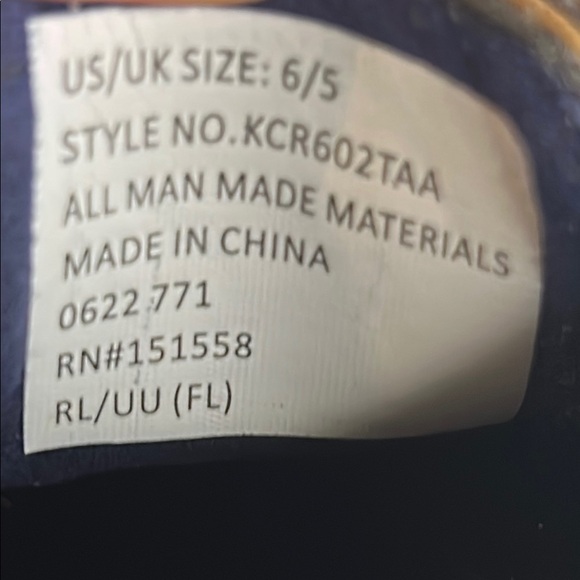 US/UK SIZE: 6/5
STYLE NO.KCR602TAA
ALL MAN MADE MATERIALS
MADE IN CHINA
0622 771
RN#151558
RL/UU (FL)